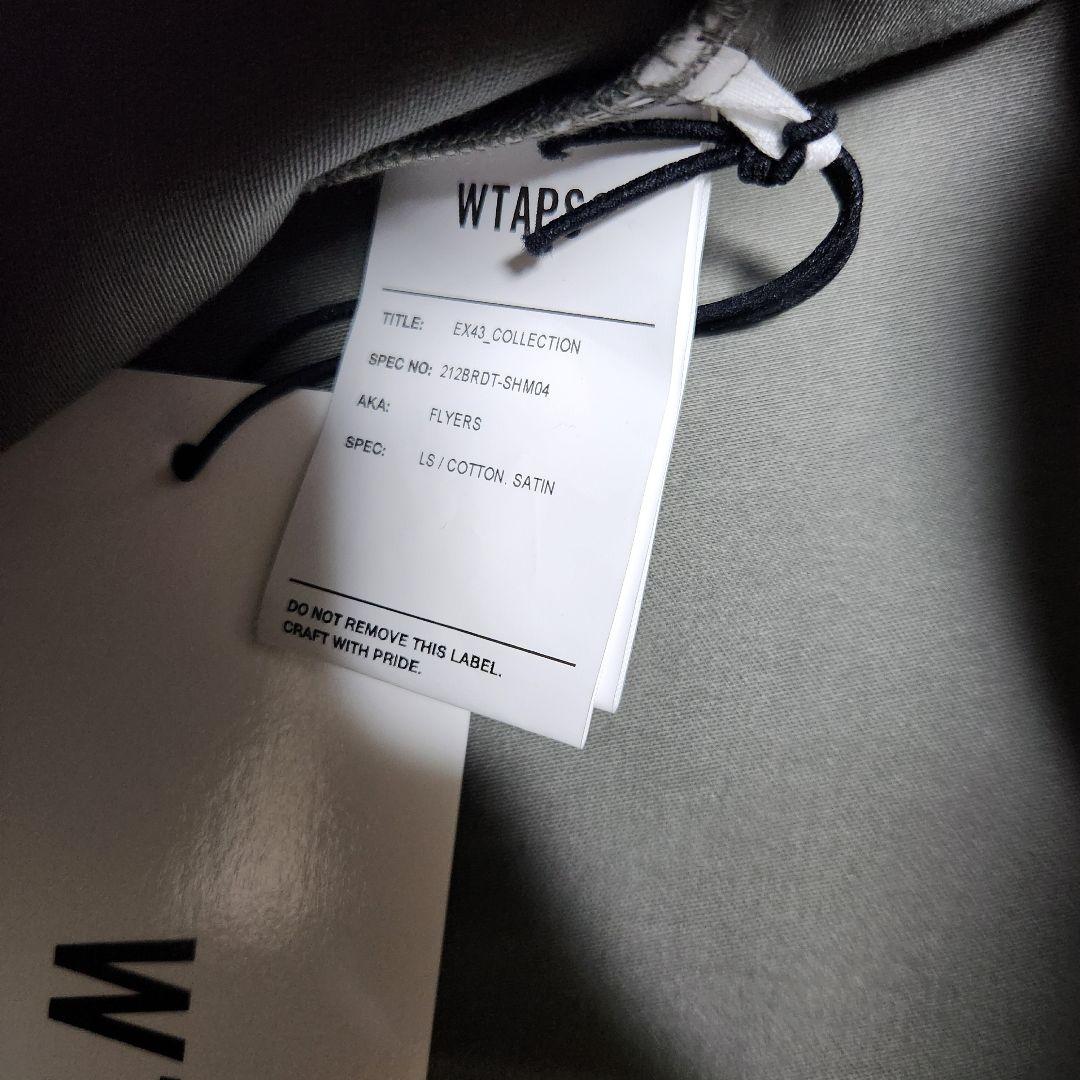 WTAPS
TITLE: EX43_COLLECTION
SPEC NO: 212BRDT-SHM04
AKA: FLYERS
SPEC: LS / COTTON. SATIN
DO NOT REMOVE THIS LABEL.
CRAFT WITH PRIDE.
W